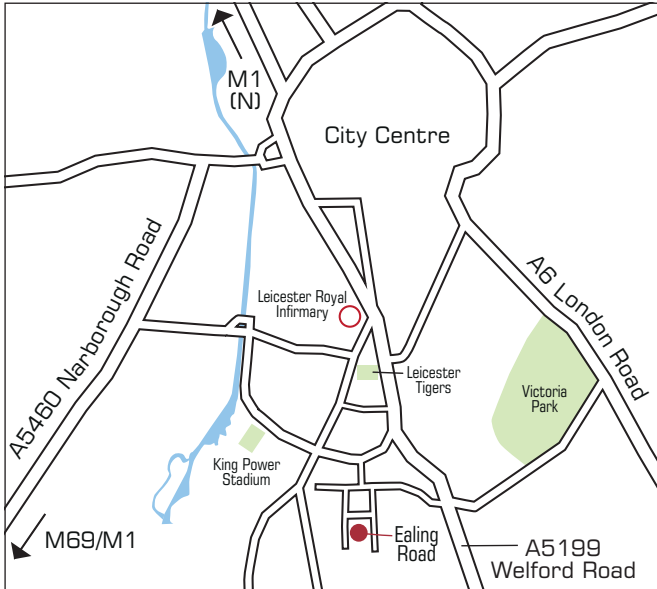 M1
(N)
City Centre
A5460 Narborough Road
A6 London Road
Leicester Royal
Infirmary
Leicester
Tigers
Victoria
Park
King Power
Stadium
M69/M1
Ealing
Road
A5199
Welford Road